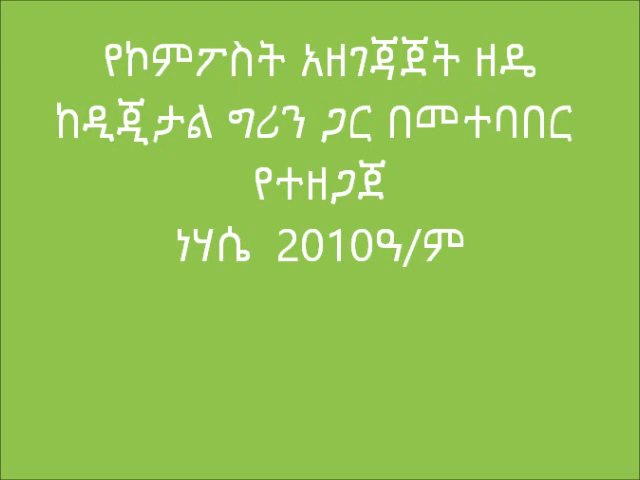 የኮምፖስት አዘገጃጀት ዘዴ
ከዲጂታል ግሪን ጋር በመተባበር
የተዘጋጀ
ነሃሴ 2010ዓ/ም